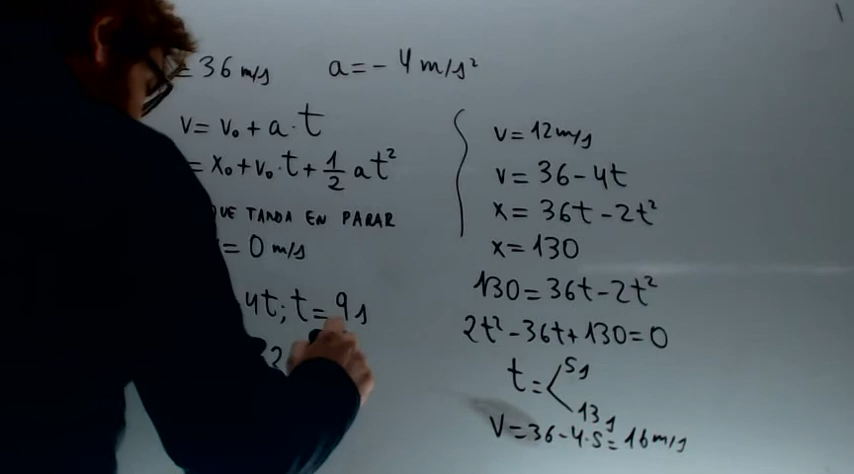 = 36 m/s a = - 4 m/s²
v = v₀ + a · t
= x₀ + v₀ · t + 1/2 at²
UE TARDA EN PARAR
= 0 m/s
4t; t = 9 s
v = 12 m/s
v = 36 - 4t
x = 36t - 2t²
x = 130
130 = 36t - 2t²
2t² - 36t + 130 = 0
t = < 5 s
13 s
V = 36 - 4 · 5 = 16 m/s